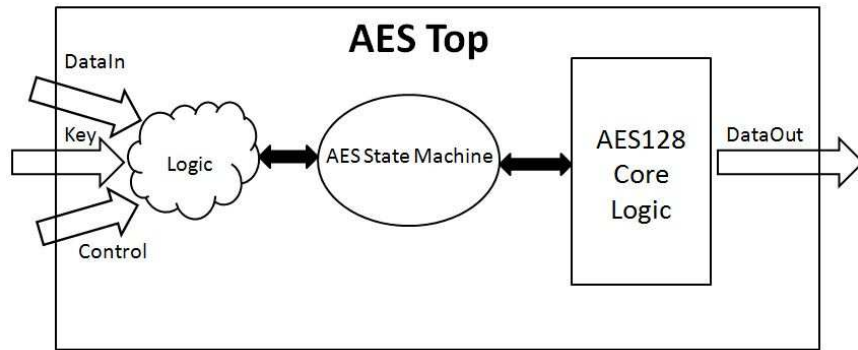 AES Top
DataIn
Key
Control
Logic
AES State Machine
AES128
Core
Logic
DataOut